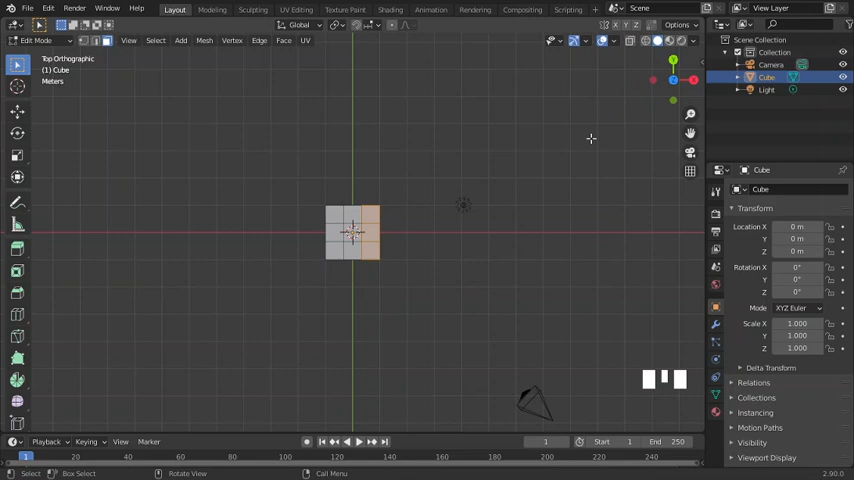 File Edit Render Window Help Layout Modeling Sculpting UV Editing Texture Paint Shading Animation Rendering Compositing Scripting + Scene View Layer
Global Options
Edit Mode View Select Add Mesh Vertex Edge Face UV X Y Z
Top Orthographic
(1) Cube
Meters
Scene Collection
Collection
Camera
Cube
Light
Y
Z X
Cube
Cube
Transform
Location X 0 m
Y 0 m
Z 0 m
Rotation X 0°
Y 0°
Z 0°
Mode XYZ Euler
Scale X 1.000
Y 1.000
Z 1.000
Delta Transform
Relations
Collections
Instancing
Motion Paths
Visibility
Viewport Display
Playback Keying View Marker 1 Start 1 End 250
1 20 40 60 80 100 120 140 160 180 200 220 240
Select Box Select Rotate View Call Menu 2.90.0